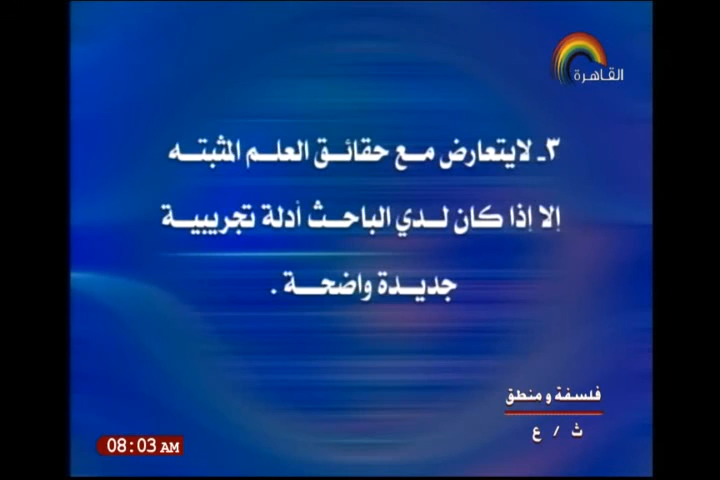 القاهرة
٣ـ لايتعارض مع حقائق العلم المثبته
إلا إذا كان لدي الباحث أدلة تجريبية
جديدة واضحة .
فلسفة و منطق
ث / ع
08:03 AM